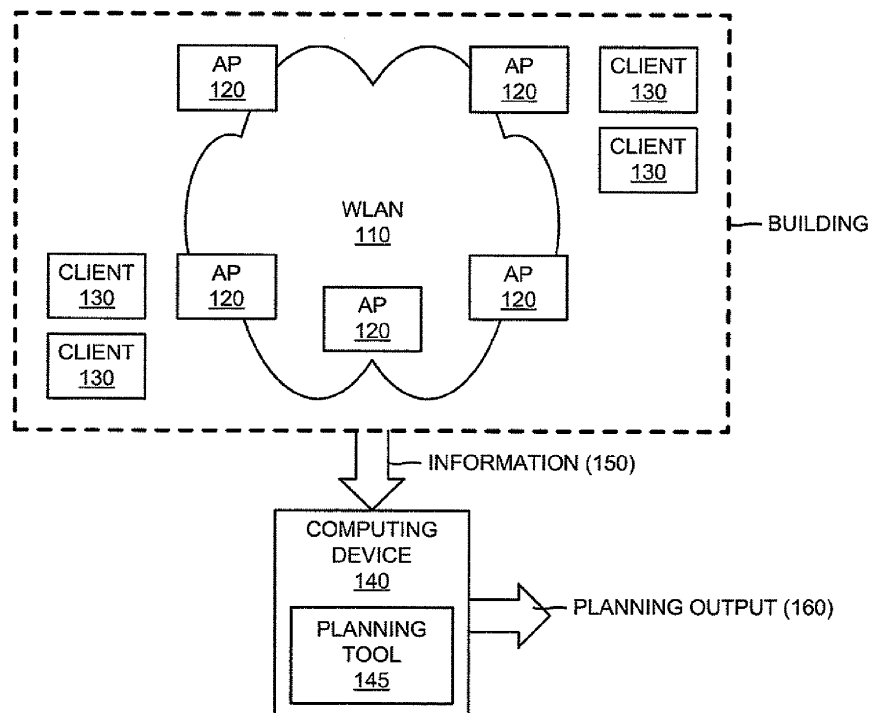 AP
120
AP
120
CLIENT
130
CLIENT
130
WLAN
110
BUILDING
CLIENT
130
AP
120
AP
120
AP
120
CLIENT
130
INFORMATION (150)
COMPUTING
DEVICE
140
PLANNING OUTPUT (160)
PLANNING
TOOL
145